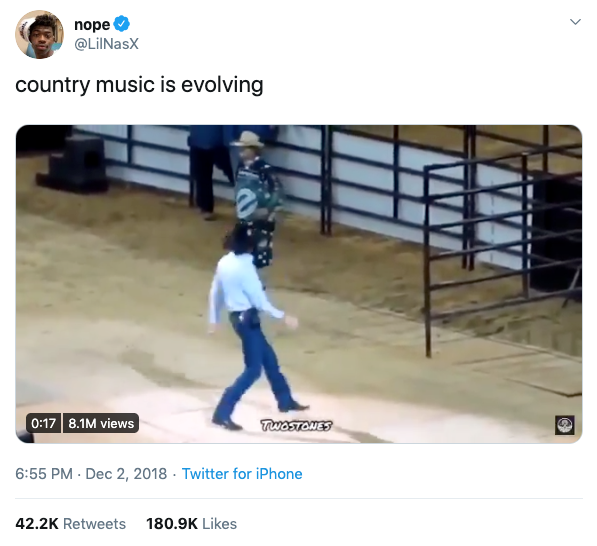 nope
@LilNasX
country music is evolving
0:17 8.1M views
TWOSTONES
6:55 PM · Dec 2, 2018 · Twitter for iPhone
42.2K Retweets 180.9K Likes